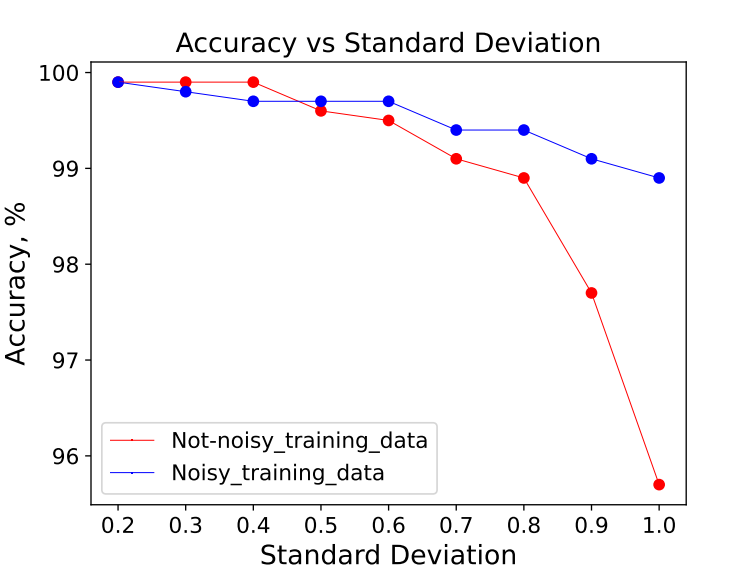 Accuracy vs Standard Deviation
100
99
98
97
96
Accuracy, %
Not-noisy_training_data
Noisy_training_data
0.2 0.3 0.4 0.5 0.6 0.7 0.8 0.9 1.0
Standard Deviation